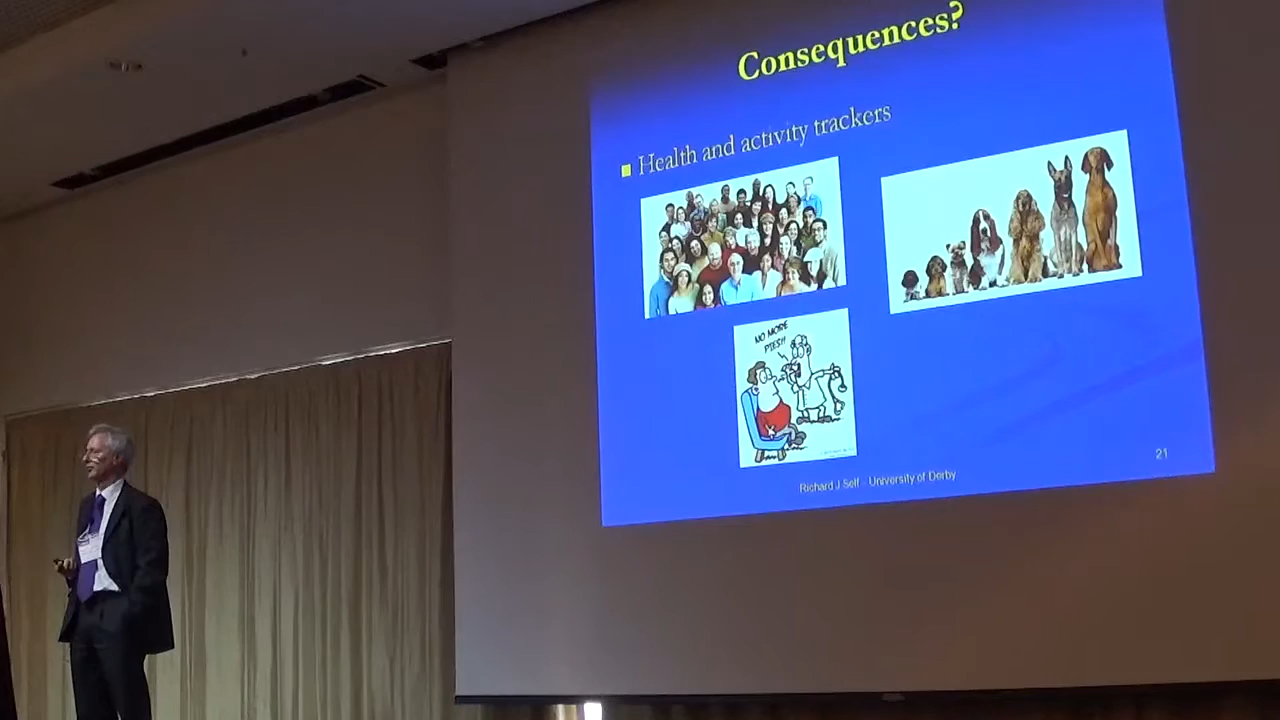 Consequences?
Health and activity trackers
NO MORE
PIES!!
Richard J Self - University of Derby
21